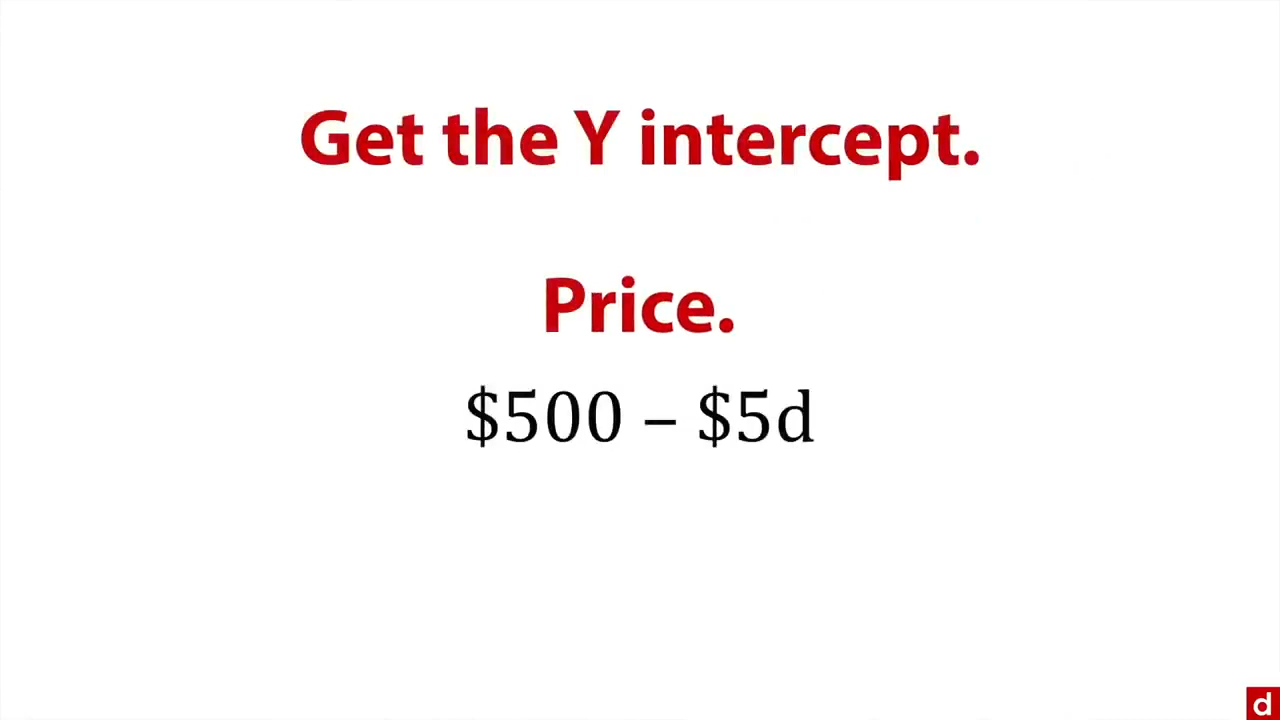 Get the Y intercept.
Price.
$500 – $5d
d